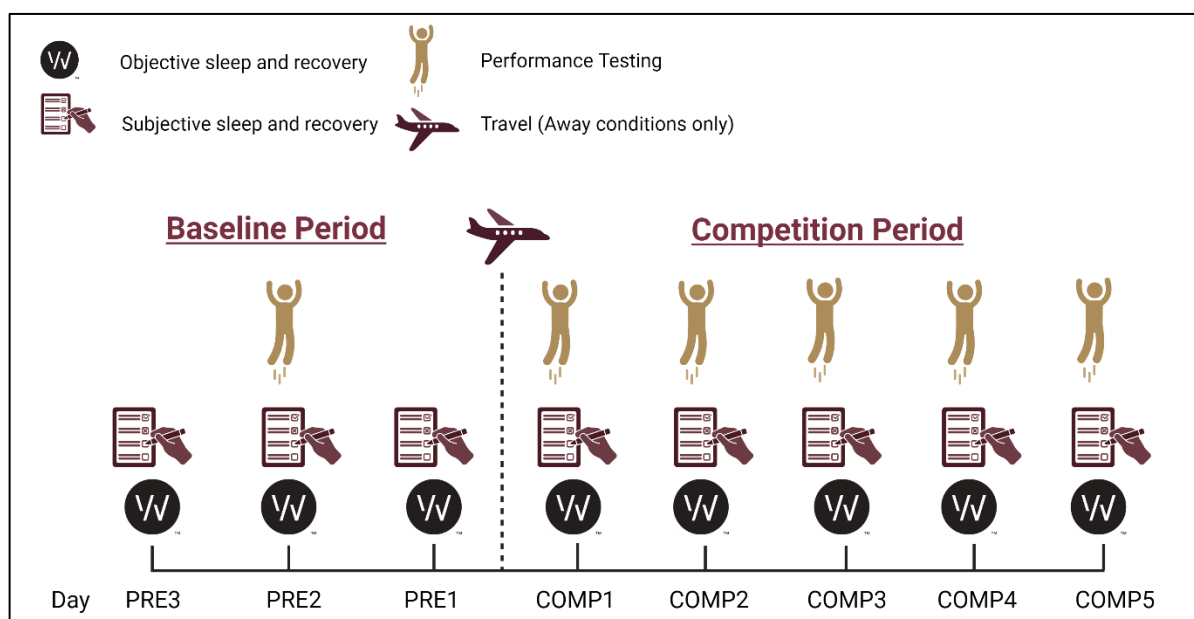 Objective sleep and recovery
Performance Testing
Subjective sleep and recovery
Travel (Away conditions only)
Baseline Period
Competition Period
Day PRE3 PRE2 PRE1 COMP1 COMP2 COMP3 COMP4 COMP5